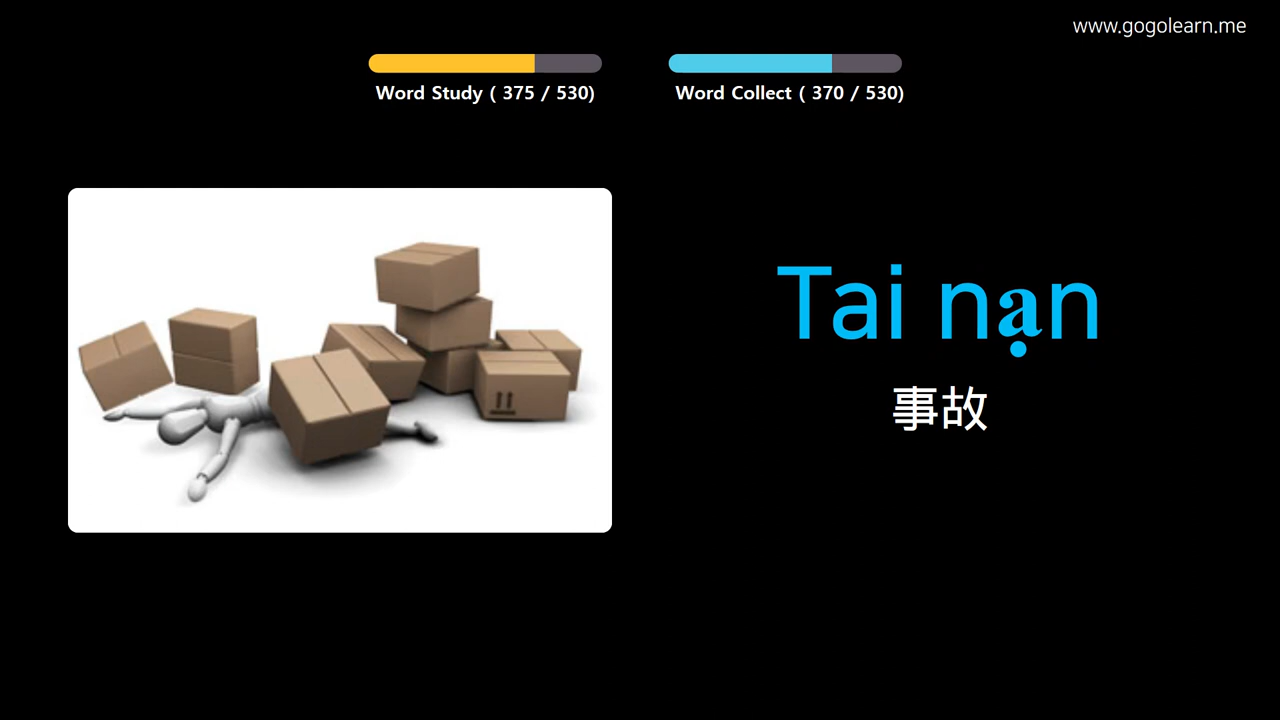 www.gogolearn.me
Word Study ( 375 / 530)
Word Collect ( 370 / 530)
Tai nạn
事故